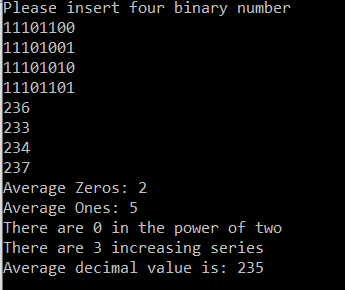 Please insert four binary number
11101100
11101001
11101010
11101101
236
233
234
237
Average Zeros: 2
Average Ones: 5
There are 0 in the power of two
There are 3 increasing series
Average decimal value is: 235